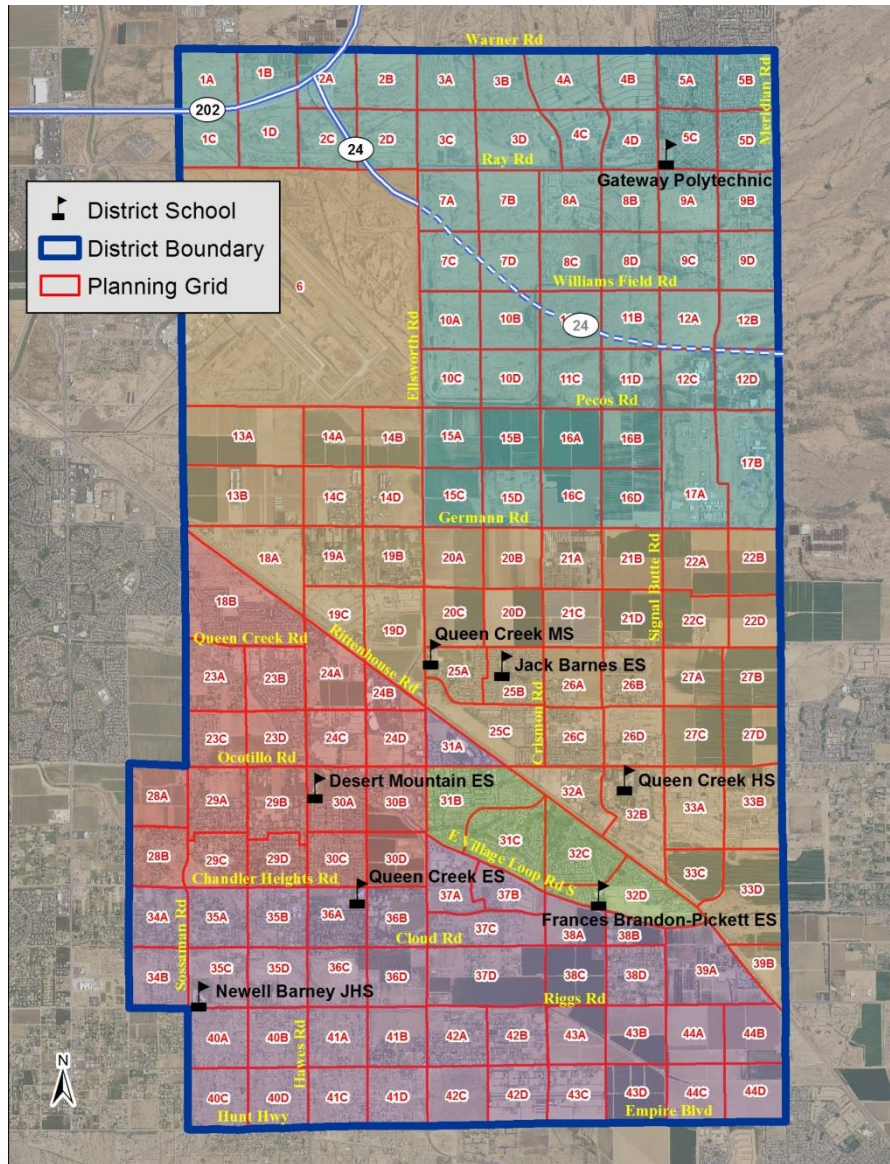 Warner Rd
1A
1B
2A
2B
3A
3B
4A
4B
5A
5B
Meridian Rd
202
1C
1D
2C
24
2D
3C
3D
4C
4D
5C
5D
Ray Rd
Gateway Polytechnic
District School
District Boundary
Planning Grid
7A
7B
8A
8B
9A
9B
7C
7D
8C
8D
9C
9D
Williams Field Rd
6
Ellsworth Rd
10A
10B
24
11B
12A
12B
10C
10D
11C
11D
12C
12D
Pecos Rd
13A
14A
14B
15A
15B
16A
16B
17B
13B
14C
14D
15C
15D
16C
16D
17A
Germann Rd
18A
19A
19B
20A
20B
21A
21B
Signal Butte Rd
22A
22B
18B
19C
19D
20C
20D
21C
21D
22C
22D
Queen Creek Rd
Rittenhouse Rd
Queen Creek MS
23A
23B
24A
24B
25A
Jack Barnes ES
25B
26A
26B
27A
27B
Crismon Rd
23C
23D
24C
24D
31A
25C
26C
26D
27C
27D
Ocotillo Rd
28A
29A
29B
Desert Mountain ES
30A
30B
31B
32A
Queen Creek HS
32B
33A
33B
28B
29C
29D
30C
30D
31C
32C
33C
33D
E Village Loop Rd S
Chandler Heights Rd
Queen Creek ES
34A
35A
35B
36A
36B
37A
37B
32D
Frances Brandon-Pickett ES
Sossaman Rd
Cloud Rd
37C
38A
38B
34B
35C
35D
36C
36D
37D
38C
38D
39A
39B
Newell Barney JHS
Riggs Rd
40A
40B
Hawes Rd
41A
41B
42A
42B
43A
43B
44A
44B
N
40C
40D
41C
41D
42C
42D
43C
43D
44C
44D
Hunt Hwy
Empire Blvd